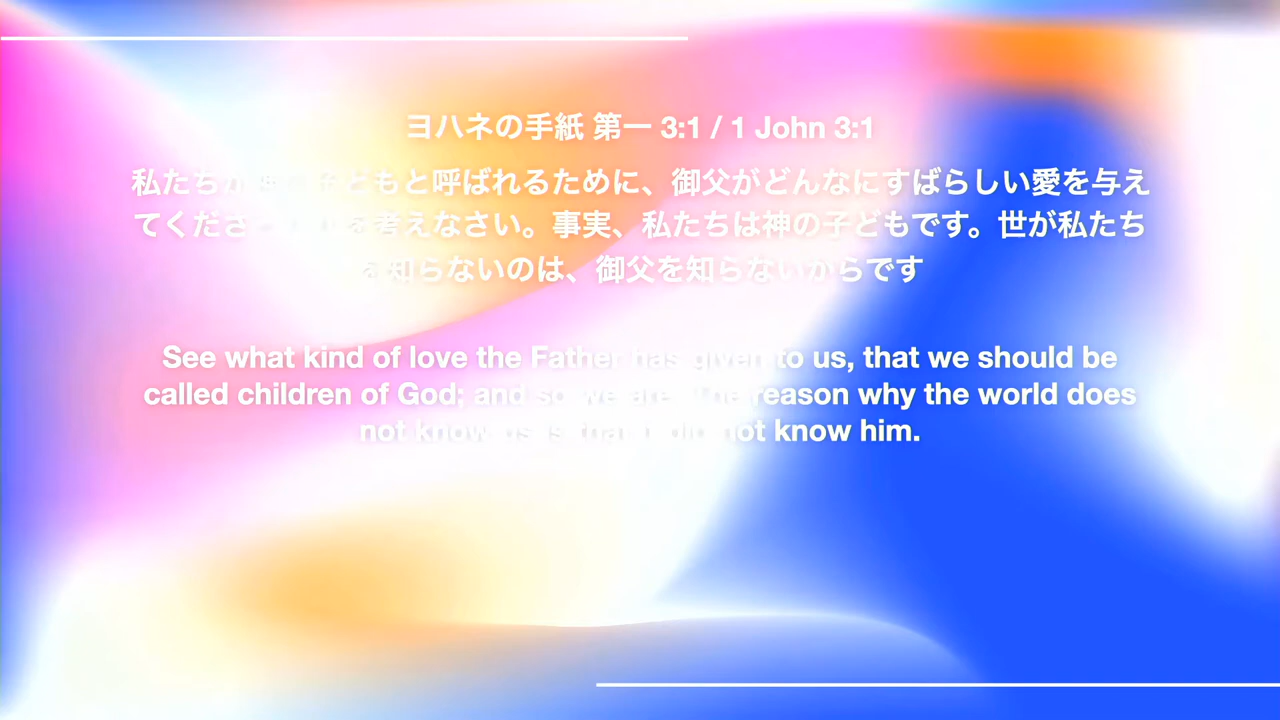 ヨハネの手紙 第一 3:1 / 1 John 3:1
私たちが神の子どもと呼ばれるために、御父がどんなにすばらしい愛を与え
てくださったかを考えなさい。事実、私たちは神の子どもです。世が私たち
を知らないのは、御父を知らないからです
See what kind of love the Father has given to us, that we should be
called children of God; and so we are. The reason why the world does
not know us is that it did not know him.